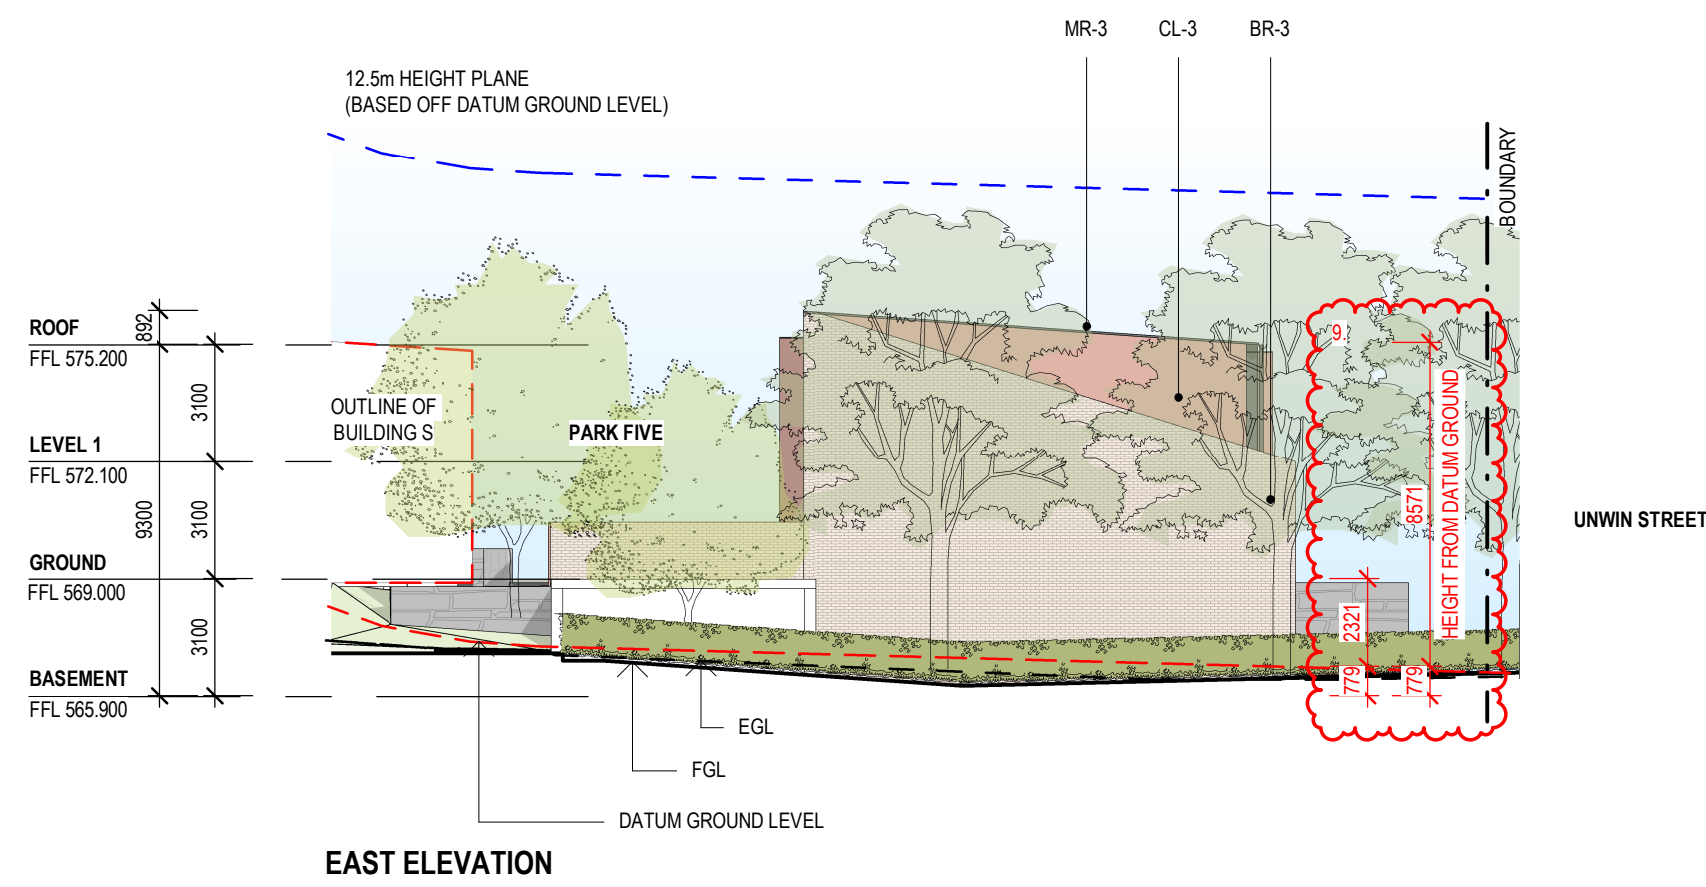 MR-3
CL-3
BR-3
12.5m HEIGHT PLANE
(BASED OFF DATUM GROUND LEVEL)
BOUNDARY
892
ROOF
FFL 575.200
9.
3100
OUTLINE OF
BUILDING S
PARK FIVE
LEVEL 1
FFL 572.100
9300
3100
8571
HEIGHT FROM DATUM GROUND
UNWIN STREET
GROUND
FFL 569.000
3100
2321
BASEMENT
FFL 565.900
779
779
EGL
FGL
DATUM GROUND LEVEL
EAST ELEVATION